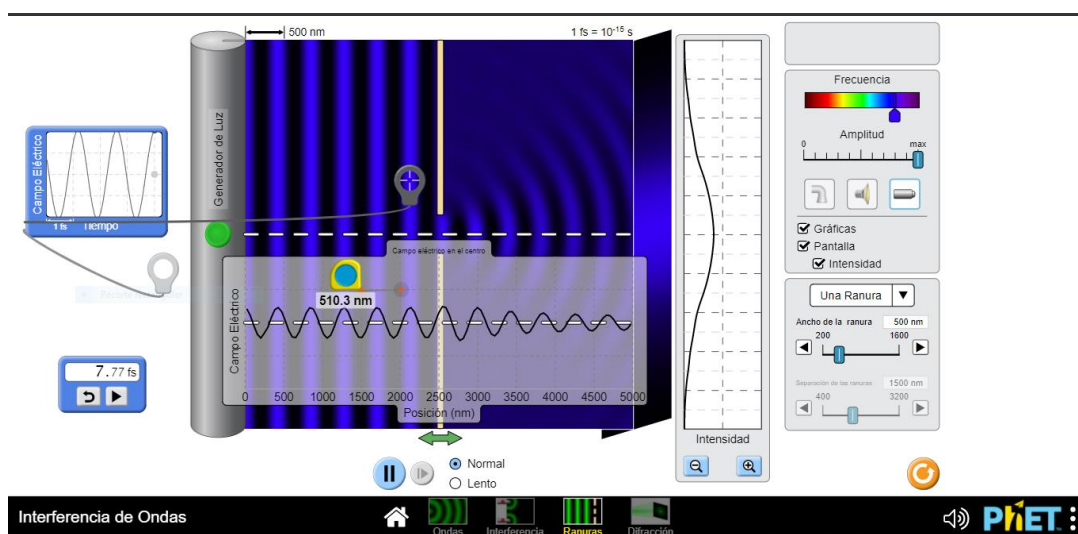 500 nm
1 fs = 10⁻¹⁵ s
Generador de Luz
Campo Eléctrico
1 fs
Tiempo
7.77 fs
Campo eléctrico en el centro
510.3 nm
Campo Eléctrico
0 500 1000 1500 2000 2500 3000 3500 4000 4500 5000
Posición (nm)
Normal
Lento
Intensidad
Frecuencia
Amplitud
0 max
Gráficas
Pantalla
Intensidad
Una Ranura
Ancho de la ranura 500 nm
200 1600
Separación de las ranuras 1500 nm
400 3200
Interferencia de Ondas
Ondas
Interferencia
Ranuras
Difracción
PhET